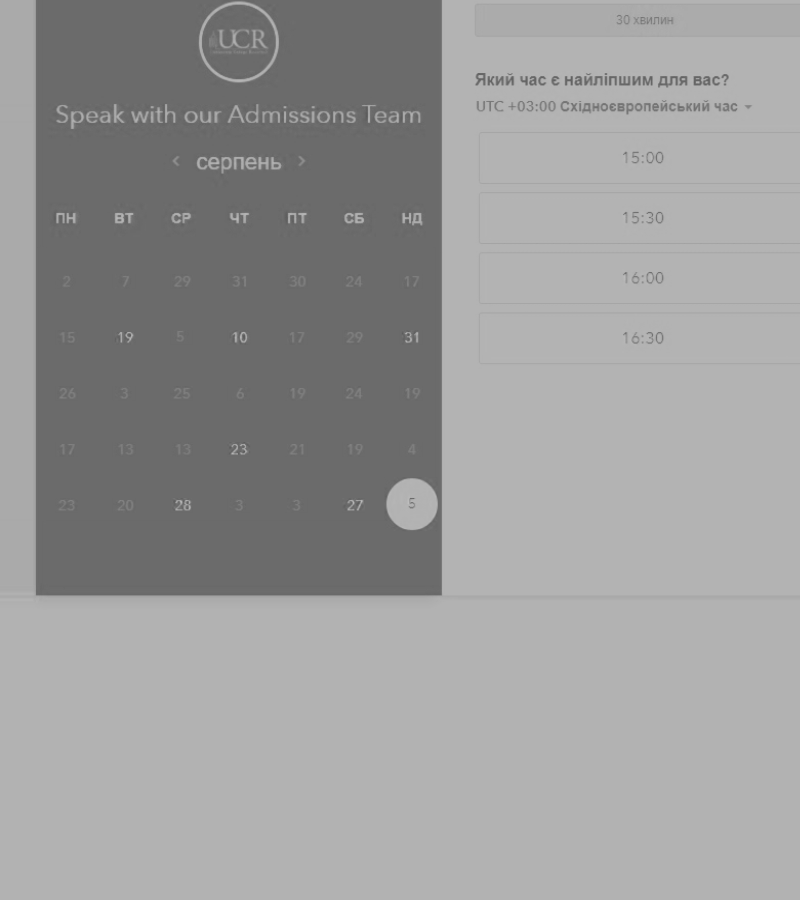 UCR
Speak with our Admissions Team
серпень
ПН ВТ СР ЧТ ПТ СБ НД
2 7 29 31 30 24 17
15 19 5 10 17 29 31
26 3 25 6 19 24 19
17 13 13 23 21 19 4
23 20 28 3 3 27 5
30 хвилин
Який час є найліпшим для вас?
UTC +03:00 Східноєвропейський час
15:00
15:30
16:00
16:30